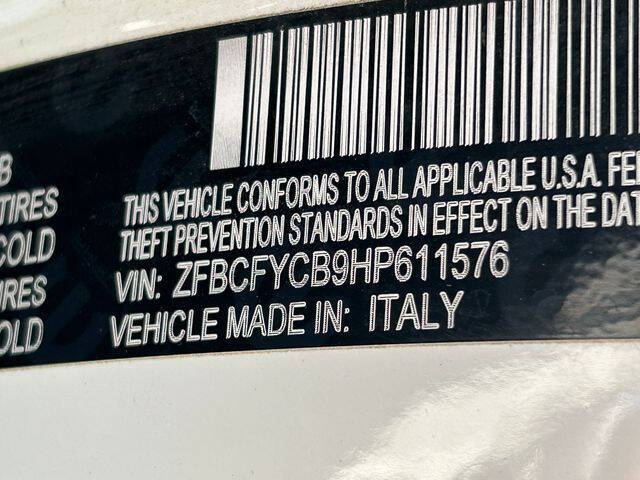 B
TIRES
COLD
IRES
OLD
THIS VEHICLE CONFORMS TO ALL APPLICABLE U.S.A. FE
THEFT PREVENTION STANDARDS IN EFFECT ON THE DAT
VIN: ZFBCFYCB9HP611576
VEHICLE MADE IN: ITALY